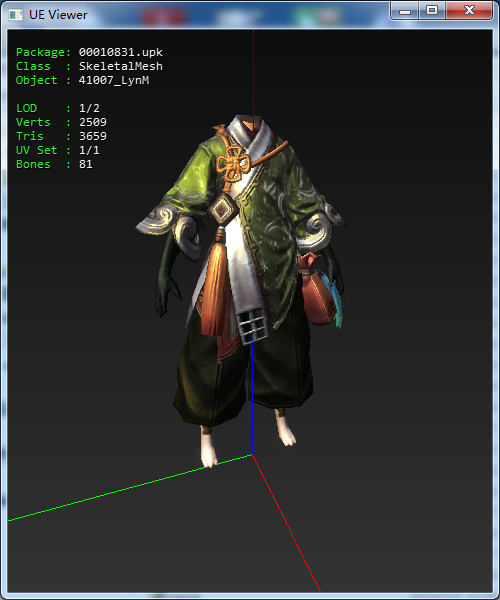 UE Viewer
Package: 00010831.upk
Class : SkeletalMesh
Object : 41007_LynM
LOD : 1/2
Verts : 2509
Tris : 3659
UV Set : 1/1
Bones : 81